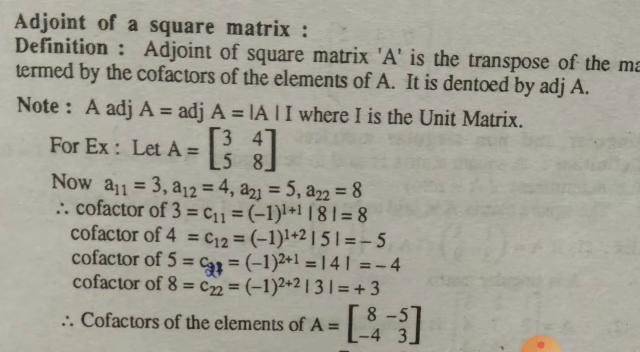 Adjoint of a square matrix :
Definition : Adjoint of square matrix 'A' is the transpose of the ma
termed by the cofactors of the elements of A. It is dentoed by adj A.
Note : A adj A = adj A = |A | I where I is the Unit Matrix.
For Ex : Let A = [3 4
5 8]
Now a₁₁ = 3, a₁₂ = 4, a₂₁ = 5, a₂₂ = 8
∴ cofactor of 3 = c₁₁ = (–1)¹⁺¹ | 8 | = 8
cofactor of 4 = c₁₂ = (–1)¹⁺² | 5 | = – 5
cofactor of 5 = c₂₁ = (–1)²⁺¹ = | 4 | = – 4
cofactor of 8 = c₂₂ = (–1)²⁺² | 3 | = + 3
∴ Cofactors of the elements of A = [8 –5
–4 3]